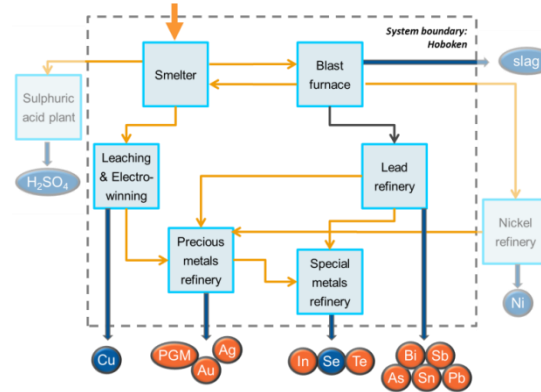 System boundary:
Hoboken
Smelter
Blast
furnace
slag
Sulphuric
acid plant
H₂SO₄
Leaching
& Electro-
winning
Lead
refinery
Precious
metals
refinery
Special
metals
refinery
Nickel
refinery
Ni
Cu
PGM
Au
Ag
In
Se
Te
Bi
Sb
As
Sn
Pb